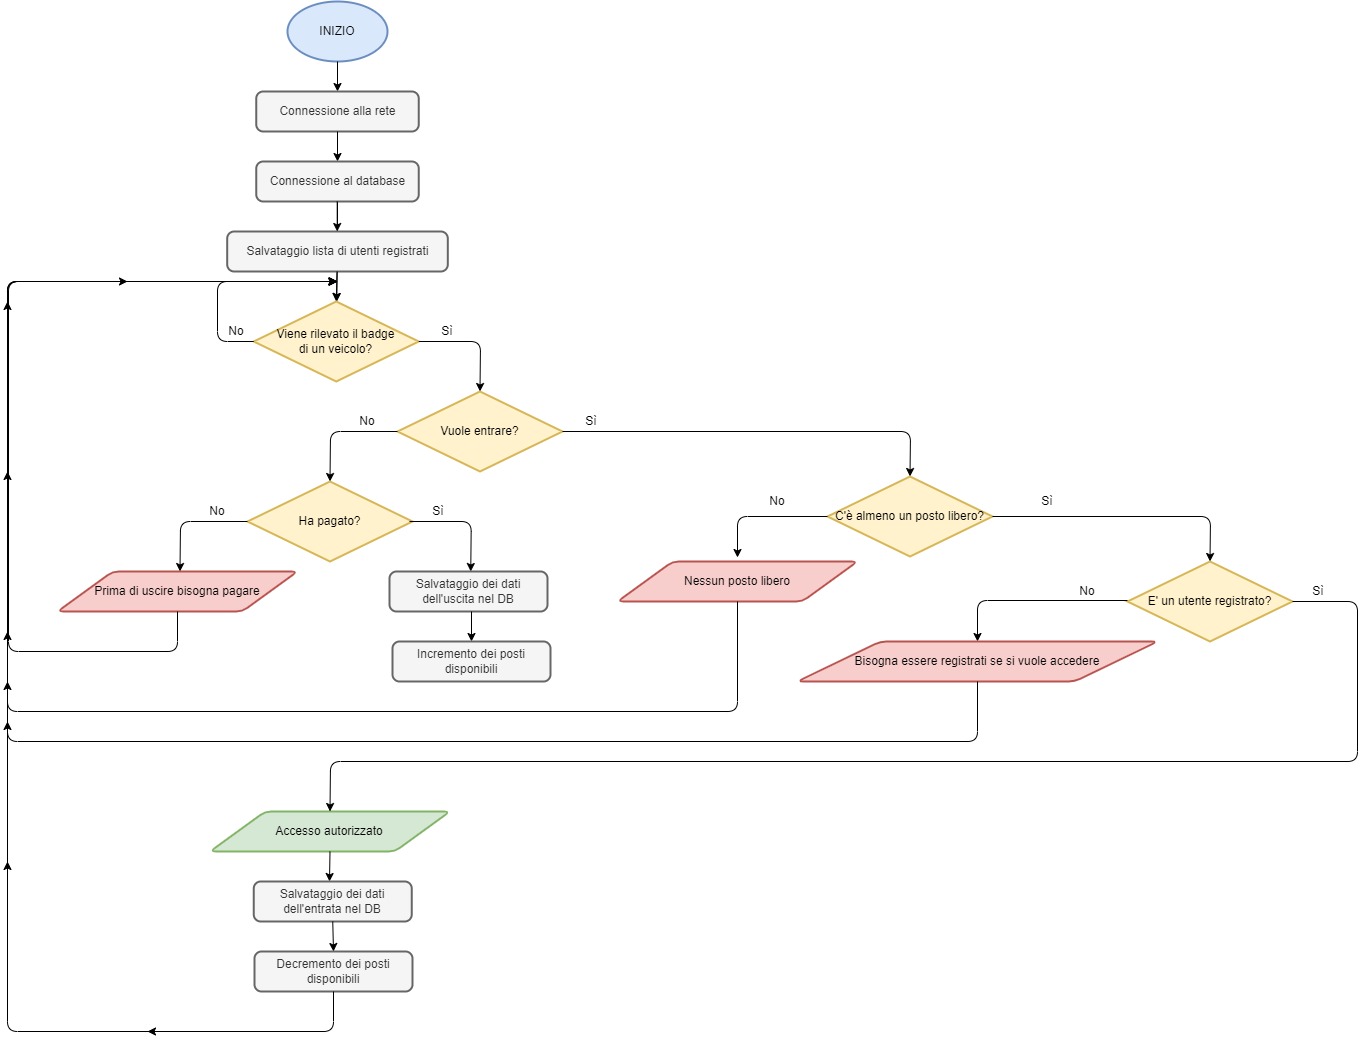 INIZIO
Connessione alla rete
Connessione al database
Salvataggio lista di utenti registrati
Viene rilevato il badge
di un veicolo?
No
Sì
Vuole entrare?
No
Sì
Ha pagato?
No
Sì
C'è almeno un posto libero?
No
Sì
Prima di uscire bisogna pagare
Salvataggio dei dati
dell'uscita nel DB
Nessun posto libero
E' un utente registrato?
No
Sì
Incremento dei posti
disponibili
Bisogna essere registrati se si vuole accedere
Accesso autorizzato
Salvataggio dei dati
dell'entrata nel DB
Decremento dei posti
disponibili